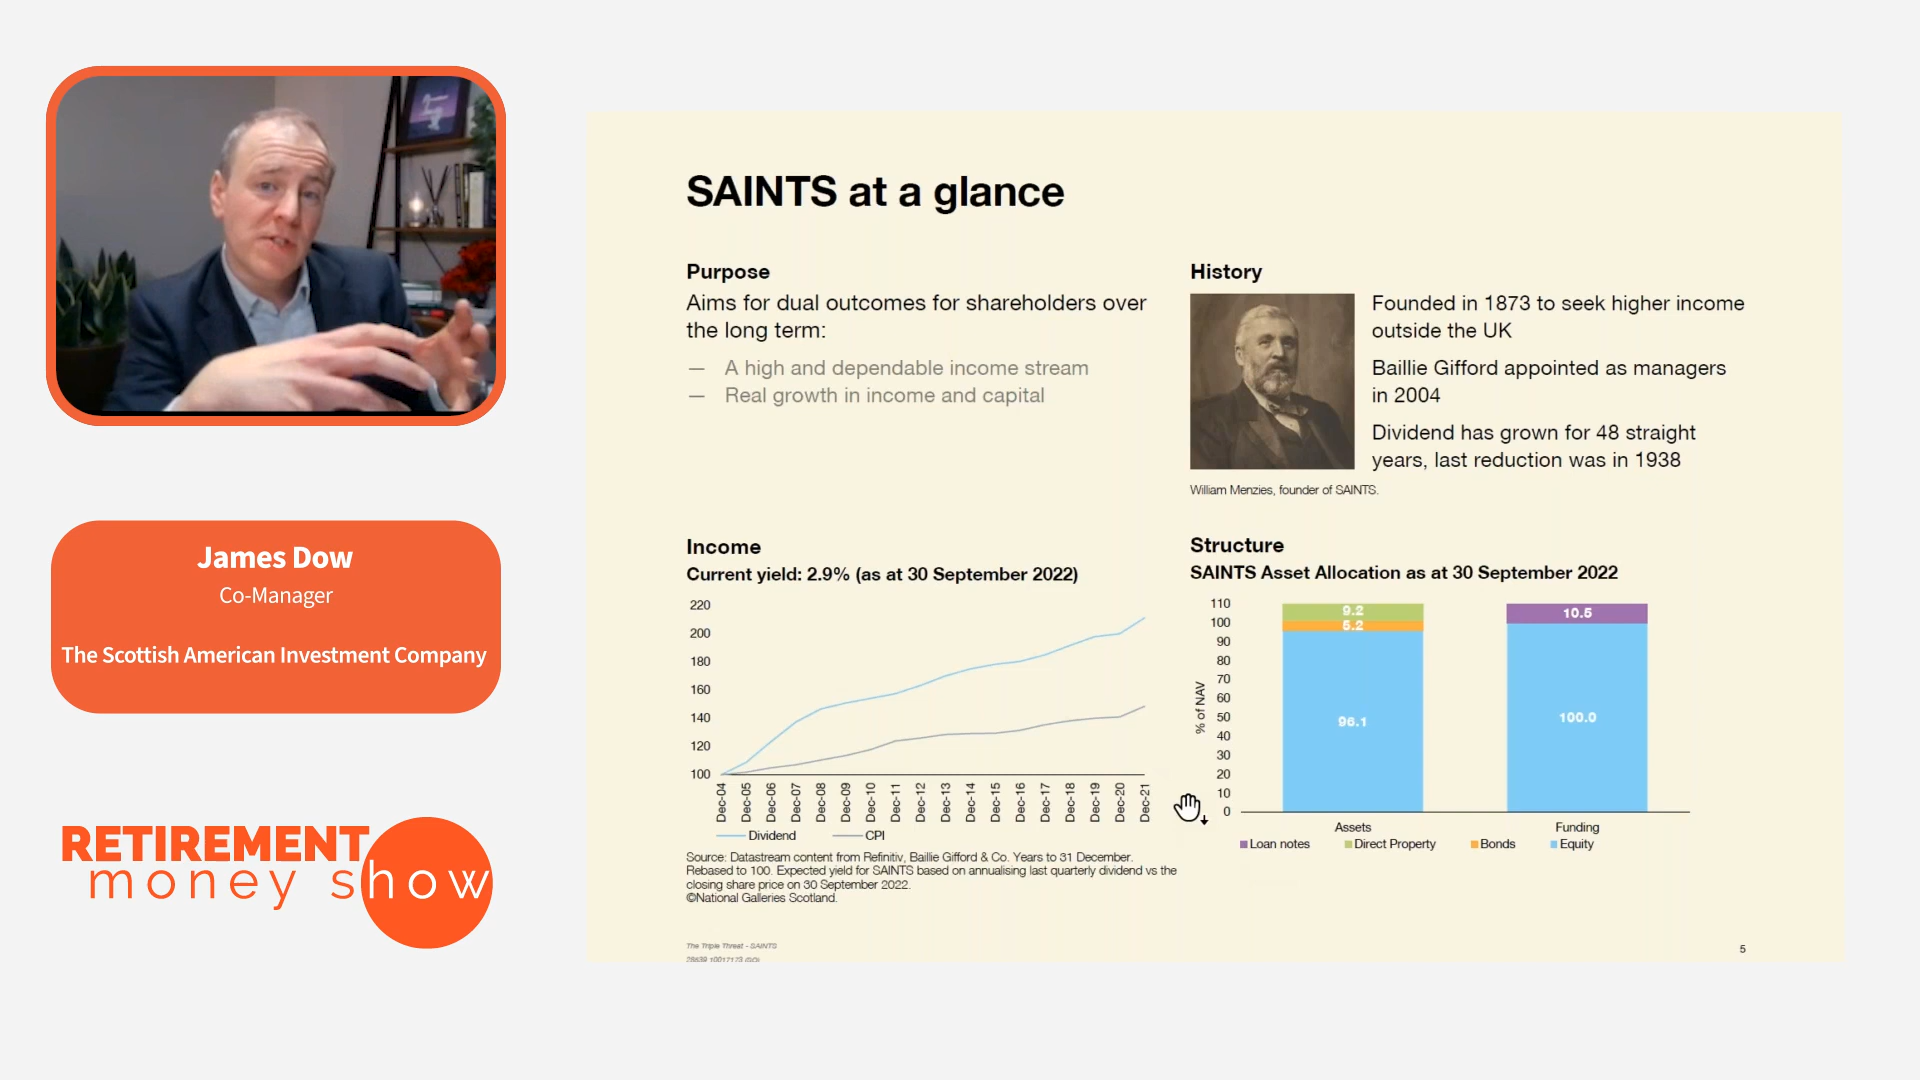 James Dow
Co-Manager
The Scottish American Investment Company
RETIREMENT
money show
SAINTS at a glance
Purpose
Aims for dual outcomes for shareholders over
the long term:
— A high and dependable income stream
— Real growth in income and capital
History
Founded in 1873 to seek higher income
outside the UK
Baillie Gifford appointed as managers
in 2004
Dividend has grown for 48 straight
years, last reduction was in 1938
William Menzies, founder of SAINTS.
Income
Current yield: 2.9% (as at 30 September 2022)
220
200
180
160
140
120
100
Dec-04
Dec-05
Dec-06
Dec-07
Dec-08
Dec-09
Dec-10
Dec-11
Dec-12
Dec-13
Dec-14
Dec-15
Dec-16
Dec-17
Dec-18
Dec-19
Dec-20
Dec-21
Dividend CPI
Source: Datastream content from Refinitiv, Baillie Gifford & Co. Years to 31 December.
Rebased to 100. Expected yield for SAINTS based on annualising last quarterly dividend vs the
closing share price on 30 September 2022.
©National Galleries Scotland.
Structure
SAINTS Asset Allocation as at 30 September 2022
% of NAV
110
100
90
80
70
60
50
40
30
20
10
0
9.2
5.2
96.1
10.5
100.0
Assets Funding
Loan notes Direct Property Bonds Equity
The Triple Threat - SAINTS
5